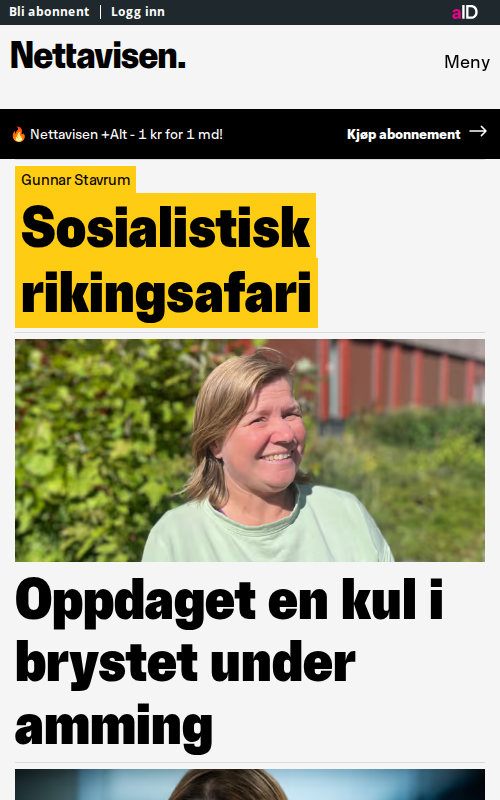 Bli abonnent | Logg inn
aID
Nettavisen.
Meny
🔥 Nettavisen +Alt - 1 kr for 1 md!
Kjøp abonnement →
Gunnar Stavrum
Sosialistisk
rikingsafari
Oppdaget en kul i
brystet under
amming